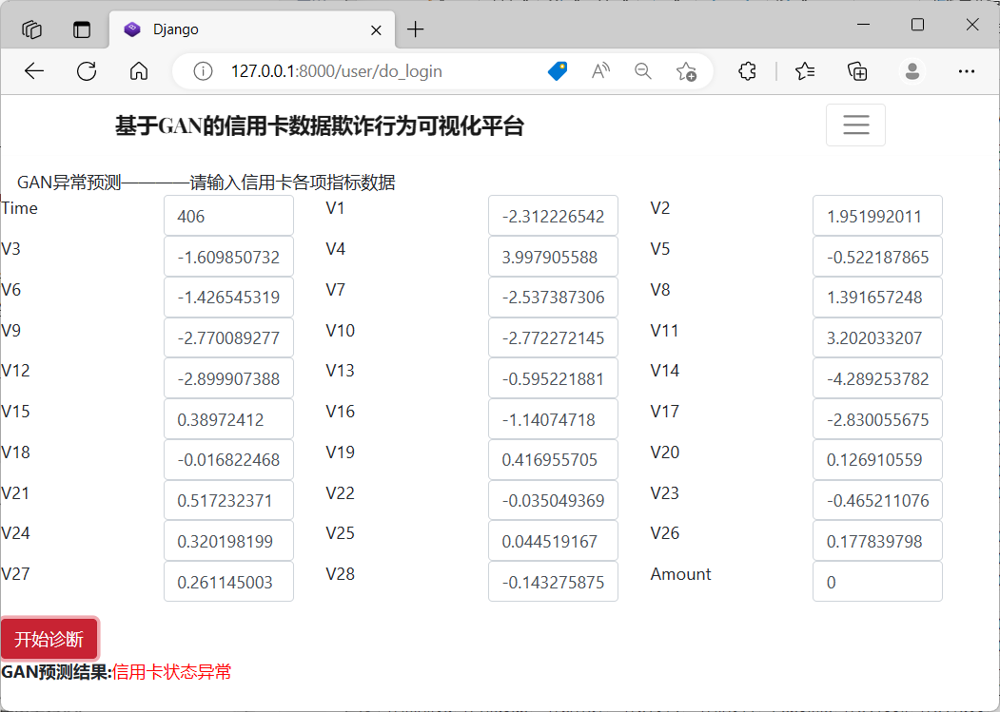 Django
127.0.0.1:8000/user/do_login
基于GAN的信用卡数据欺诈行为可视化平台
GAN异常预测————请输入信用卡各项指标数据
Time 406 V1 -2.312226542 V2 1.951992011
V3 -1.609850732 V4 3.997905588 V5 -0.522187865
V6 -1.426545319 V7 -2.537387306 V8 1.391657248
V9 -2.770089277 V10 -2.772272145 V11 3.202033207
V12 -2.899907388 V13 -0.595221881 V14 -4.289253782
V15 0.38972412 V16 -1.14074718 V17 -2.830055675
V18 -0.016822468 V19 0.416955705 V20 0.126910559
V21 0.517232371 V22 -0.035049369 V23 -0.465211076
V24 0.320198199 V25 0.044519167 V26 0.177839798
V27 0.261145003 V28 -0.143275875 Amount 0
开始诊断
GAN预测结果:信用卡状态异常